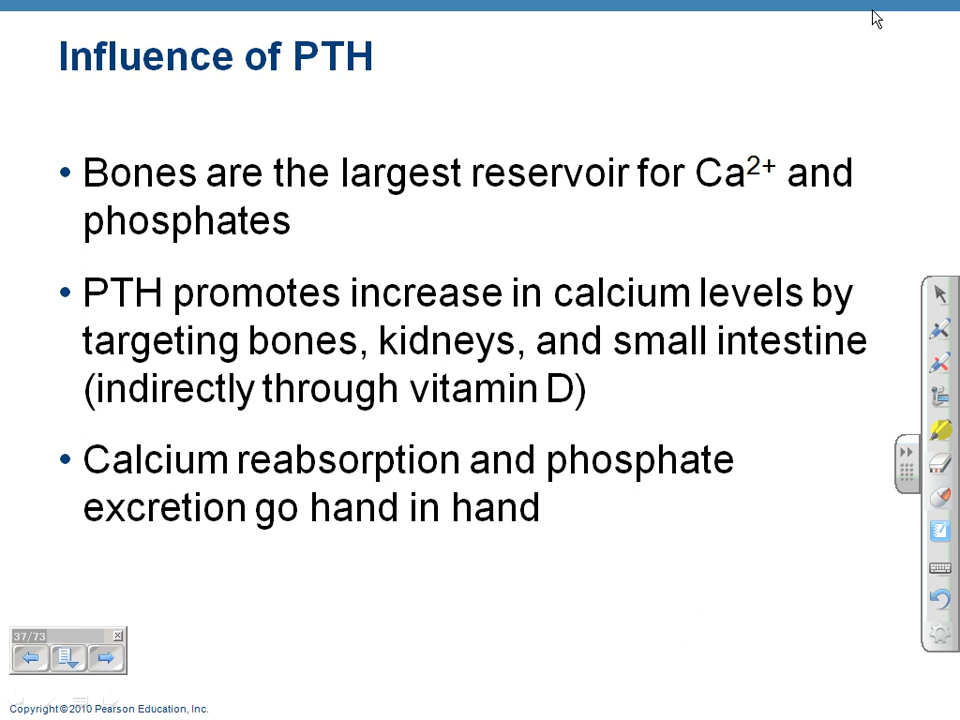 Influence of PTH
• Bones are the largest reservoir for Ca²⁺ and
phosphates
• PTH promotes increase in calcium levels by
targeting bones, kidneys, and small intestine
(indirectly through vitamin D)
• Calcium reabsorption and phosphate
excretion go hand in hand
37/73
Copyright © 2010 Pearson Education, Inc.